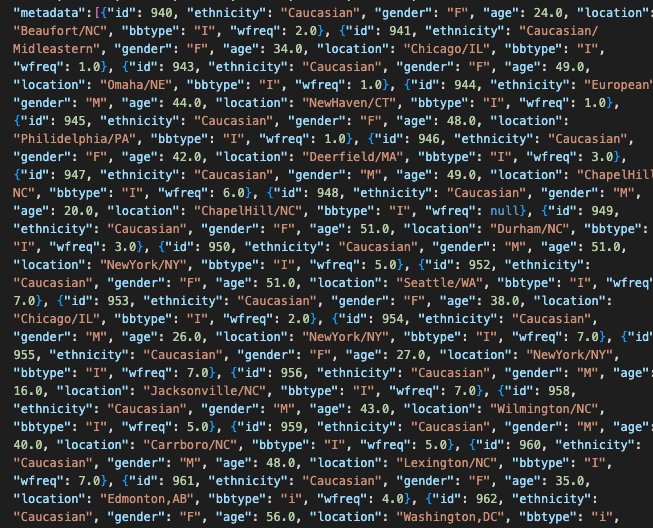 "metadata":[{"id": 940, "ethnicity": "Caucasian", "gender": "F", "age": 24.0, "location":
"Beaufort/NC", "bbtype": "I", "wfreq": 2.0}, {"id": 941, "ethnicity": "Caucasian/
Midleastern", "gender": "F", "age": 34.0, "location": "Chicago/IL", "bbtype": "I",
"wfreq": 1.0}, {"id": 943, "ethnicity": "Caucasian", "gender": "F", "age": 49.0,
"location": "Omaha/NE", "bbtype": "I", "wfreq": 1.0}, {"id": 944, "ethnicity": "European"
"gender": "M", "age": 44.0, "location": "NewHaven/CT", "bbtype": "I", "wfreq": 1.0},
{"id": 945, "ethnicity": "Caucasian", "gender": "F", "age": 48.0, "location":
"Philidelphia/PA", "bbtype": "I", "wfreq": 1.0}, {"id": 946, "ethnicity": "Caucasian",
"gender": "F", "age": 42.0, "location": "Deerfield/MA", "bbtype": "I", "wfreq": 3.0},
{"id": 947, "ethnicity": "Caucasian", "gender": "M", "age": 49.0, "location": "ChapelHill
NC", "bbtype": "I", "wfreq": 6.0}, {"id": 948, "ethnicity": "Caucasian", "gender": "M",
"age": 20.0, "location": "ChapelHill/NC", "bbtype": "I", "wfreq": null}, {"id": 949,
"ethnicity": "Caucasian", "gender": "F", "age": 51.0, "location": "Durham/NC", "bbtype":
"I", "wfreq": 3.0}, {"id": 950, "ethnicity": "Caucasian", "gender": "M", "age": 51.0,
"location": "NewYork/NY", "bbtype": "I", "wfreq": 5.0}, {"id": 952, "ethnicity":
"Caucasian", "gender": "F", "age": 51.0, "location": "Seattle/WA", "bbtype": "I", "wfreq"
7.0}, {"id": 953, "ethnicity": "Caucasian", "gender": "F", "age": 38.0, "location":
"Chicago/IL", "bbtype": "I", "wfreq": 2.0}, {"id": 954, "ethnicity": "Caucasian",
"gender": "M", "age": 26.0, "location": "NewYork/NY", "bbtype": "I", "wfreq": 7.0}, {"id"
955, "ethnicity": "Caucasian", "gender": "F", "age": 27.0, "location": "NewYork/NY",
"bbtype": "I", "wfreq": 7.0}, {"id": 956, "ethnicity": "Caucasian", "gender": "M", "age":
16.0, "location": "Jacksonville/NC", "bbtype": "I", "wfreq": 7.0}, {"id": 958,
"ethnicity": "Caucasian", "gender": "M", "age": 43.0, "location": "Wilmington/NC",
"bbtype": "I", "wfreq": 5.0}, {"id": 959, "ethnicity": "Caucasian", "gender": "M", "age":
40.0, "location": "Carrboro/NC", "bbtype": "I", "wfreq": 5.0}, {"id": 960, "ethnicity":
"Caucasian", "gender": "M", "age": 48.0, "location": "Lexington/NC", "bbtype": "I",
"wfreq": 7.0}, {"id": 961, "ethnicity": "Caucasian", "gender": "F", "age": 35.0,
"location": "Edmonton,AB", "bbtype": "i", "wfreq": 4.0}, {"id": 962, "ethnicity":
"Caucasian", "gender": "F", "age": 56.0, "location": "Washington,DC", "bbtype": "i",